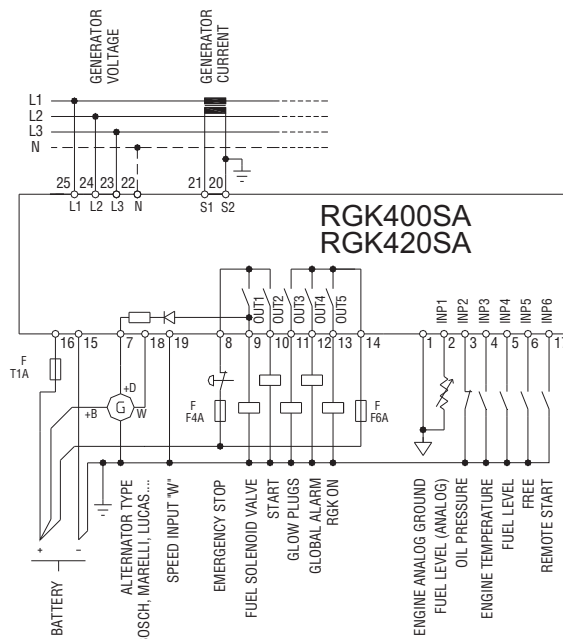 GENERATOR
VOLTAGE
GENERATOR
CURRENT
L1
L2
L3
N
25 24 23 22 21 20
L1 L2 L3 N S1 S2
RGK400SA
RGK420SA
OUT1
OUT2
OUT3
OUT4
OUT5
INP1
INP2
INP3
INP4
INP5
INP6
16 15 7 18 19 8 9 10 11 12 13 14 1 2 3 4 5 6 17
F
T1A
+D
+B
G
W
F
F4A
F
F6A
+ -
BATTERY
ALTERNATOR TYPE
OSCH, MARELLI, LUCAS....
SPEED INPUT "W"
EMERGENCY STOP
FUEL SOLENOID VALVE
START
GLOW PLUGS
GLOBAL ALARM
RGK ON
ENGINE ANALOG GROUND
FUEL LEVEL (ANALOG)
OIL PRESSURE
ENGINE TEMPERATURE
FUEL LEVEL
FREE
REMOTE START